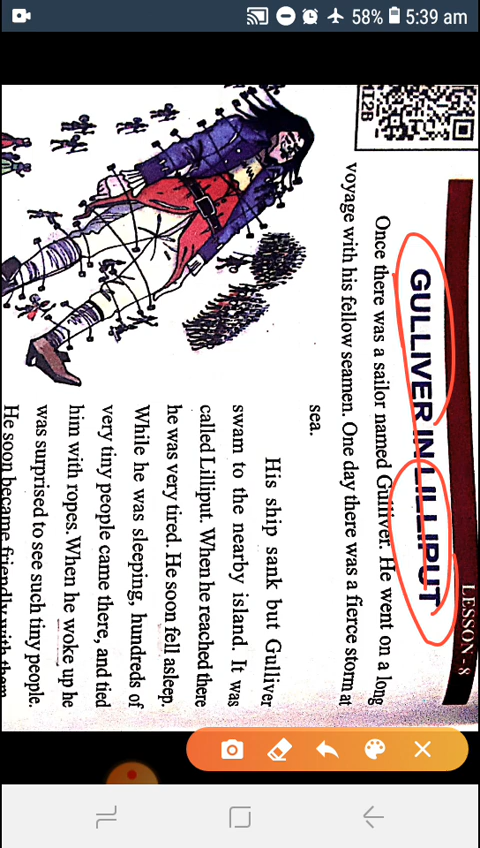 58% 5:39 am
I12B
LESSON - 8
GULLIVER IN LILLIPUT
Once there was a sailor named Gulliver. He went on a long
voyage with his fellow seamen. One day there was a fierce storm at
sea.
His ship sank but Gulliver
swam to the nearby island. It was
called Lilliput. When he reached there
he was very tired. He soon fell asleep.
While he was sleeping, hundreds of
very tiny people came there, and tied
him with ropes. When he woke up he
was surprised to see such tiny people.
He soon became friendly with them